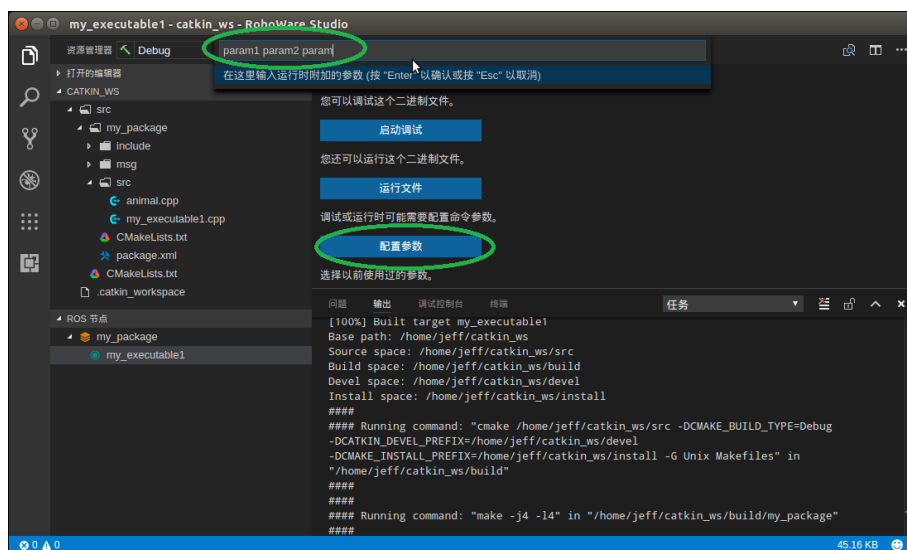 my_executable1 - catkin_ws - RoboWare Studio
资源管理器 Debug
param1 param2 param
在这里输入运行时附加的参数 (按 "Enter" 以确认或按 "Esc" 以取消)
打开的编辑器
CATKIN_WS
src
my_package
include
msg
src
animal.cpp
my_executable1.cpp
CMakeLists.txt
package.xml
CMakeLists.txt
.catkin_workspace
ROS 节点
my_package
my_executable1
您可以调试这个二进制文件。
启动调试
您还可以运行这个二进制文件。
运行文件
调试或运行时可能需要配置命令参数。
配置参数
选择以前使用过的参数。
问题 输出 调试控制台 终端 任务
[100%] Built target my_executable1
Base path: /home/jeff/catkin_ws
Source space: /home/jeff/catkin_ws/src
Build space: /home/jeff/catkin_ws/build
Devel space: /home/jeff/catkin_ws/devel
Install space: /home/jeff/catkin_ws/install
####
#### Running command: "cmake /home/jeff/catkin_ws/src -DCMAKE_BUILD_TYPE=Debug
-DCATKIN_DEVEL_PREFIX=/home/jeff/catkin_ws/devel
-DCMAKE_INSTALL_PREFIX=/home/jeff/catkin_ws/install -G Unix Makefiles" in
"/home/jeff/catkin_ws/build"
####
####
#### Running command: "make -j4 -l4" in "/home/jeff/catkin_ws/build/my_package"
####
0 0 45.16 KB